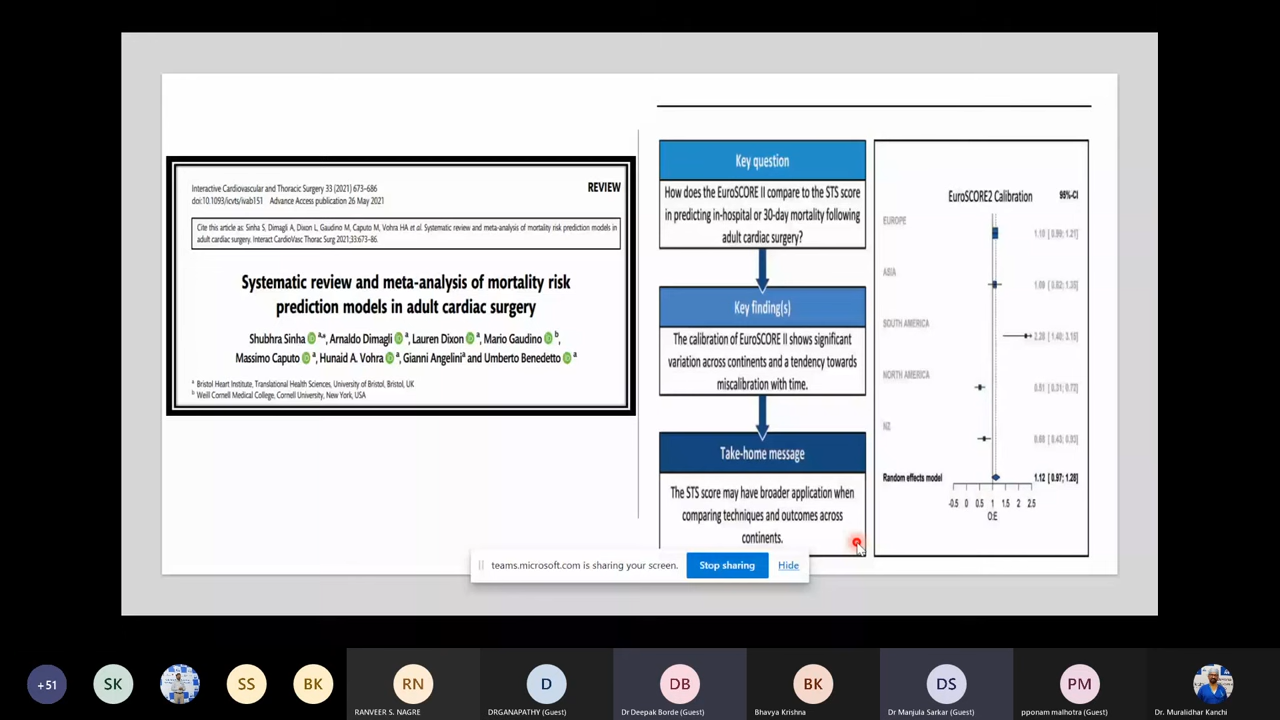 Interactive Cardiovascular and Thoracic Surgery 33 (2021) 673–686
REVIEW
doi:10.1093/icvts/ivab151 Advance Access publication 26 May 2021
Cite this article as: Sinha S, Dimagli A, Dixon L, Gaudino M, Caputo M, Vohra HA et al. Systematic review and meta-analysis of mortality risk prediction models in
adult cardiac surgery. Interact CardioVasc Thorac Surg 2021;33:673–86.
Systematic review and meta-analysis of mortality risk
prediction models in adult cardiac surgery
Shubhra Sinha a,*, Arnaldo Dimagli a, Lauren Dixon a, Mario Gaudino b,
Massimo Caputo a, Hunaid A. Vohra a, Gianni Angelini a and Umberto Benedetto a
a Bristol Heart Institute, Translational Health Sciences, University of Bristol, Bristol, UK
b Weill Cornell Medical College, Cornell University, New York, USA
Key question
How does the EuroSCORE II compare to the STS score
in predicting in-hospital or 30-day mortality following
adult cardiac surgery?
Key finding(s)
The calibration of EuroSCORE II shows significant
variation across continents and a tendency towards
miscalibration with time.
Take-home message
The STS score may have broader application when
comparing techniques and outcomes across
continents.
EuroSCORE2 Calibration
95%-CI
EUROPE
ASIA
SOUTH AMERICA
NORTH AMERICA
NZ
Random effects model 1.12 [0.97; 1.28]
-0.5 0 0.5 1 1.5 2 2.5
O:E
teams.microsoft.com is sharing your screen.
Stop sharing
Hide
+51
SK
SS
BK
RN
D
DB
BK
DS
PM
RANVEER S. NAGRE
DRGANAPATHY (Guest)
Dr Deepak Borde (Guest)
Bhavya Krishna
Dr Manjula Sarkar (Guest)
pponam malhotra (Guest)
Dr. Muralidhar Kanchi